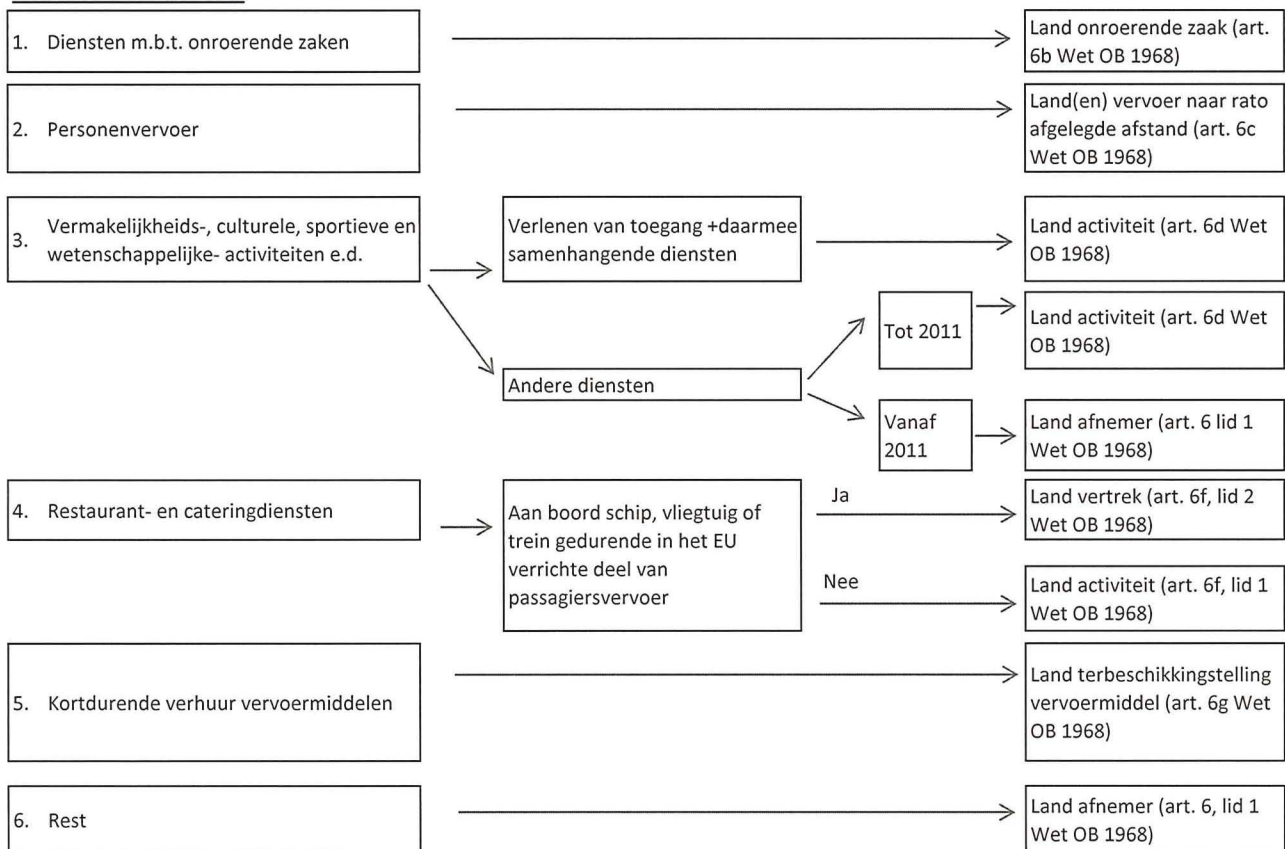 1. Diensten m.b.t. onroerende zaken
Land onroerende zaak (art.
6b Wet OB 1968)
2. Personenvervoer
Land(en) vervoer naar rato
afgelegde afstand (art. 6c
Wet OB 1968)
3. Vermakelijkheids-, culturele, sportieve en
wetenschappelijke- activiteiten e.d.
Verlenen van toegang +daarmee
samenhangende diensten
Land activiteit (art. 6d Wet
OB 1968)
Andere diensten
Tot 2011
Land activiteit (art. 6d Wet
OB 1968)
Vanaf
2011
Land afnemer (art. 6 lid 1
Wet OB 1968)
4. Restaurant- en cateringdiensten
Aan boord schip, vliegtuig of
trein gedurende in het EU
verrichte deel van
passagiersvervoer
Ja
Land vertrek (art. 6f, lid 2
Wet OB 1968)
Nee
Land activiteit (art. 6f, lid 1
Wet OB 1968)
5. Kortdurende verhuur vervoermiddelen
Land terbeschikkingstelling
vervoermiddel (art. 6g Wet
OB 1968)
6. Rest
Land afnemer (art. 6, lid 1
Wet OB 1968)